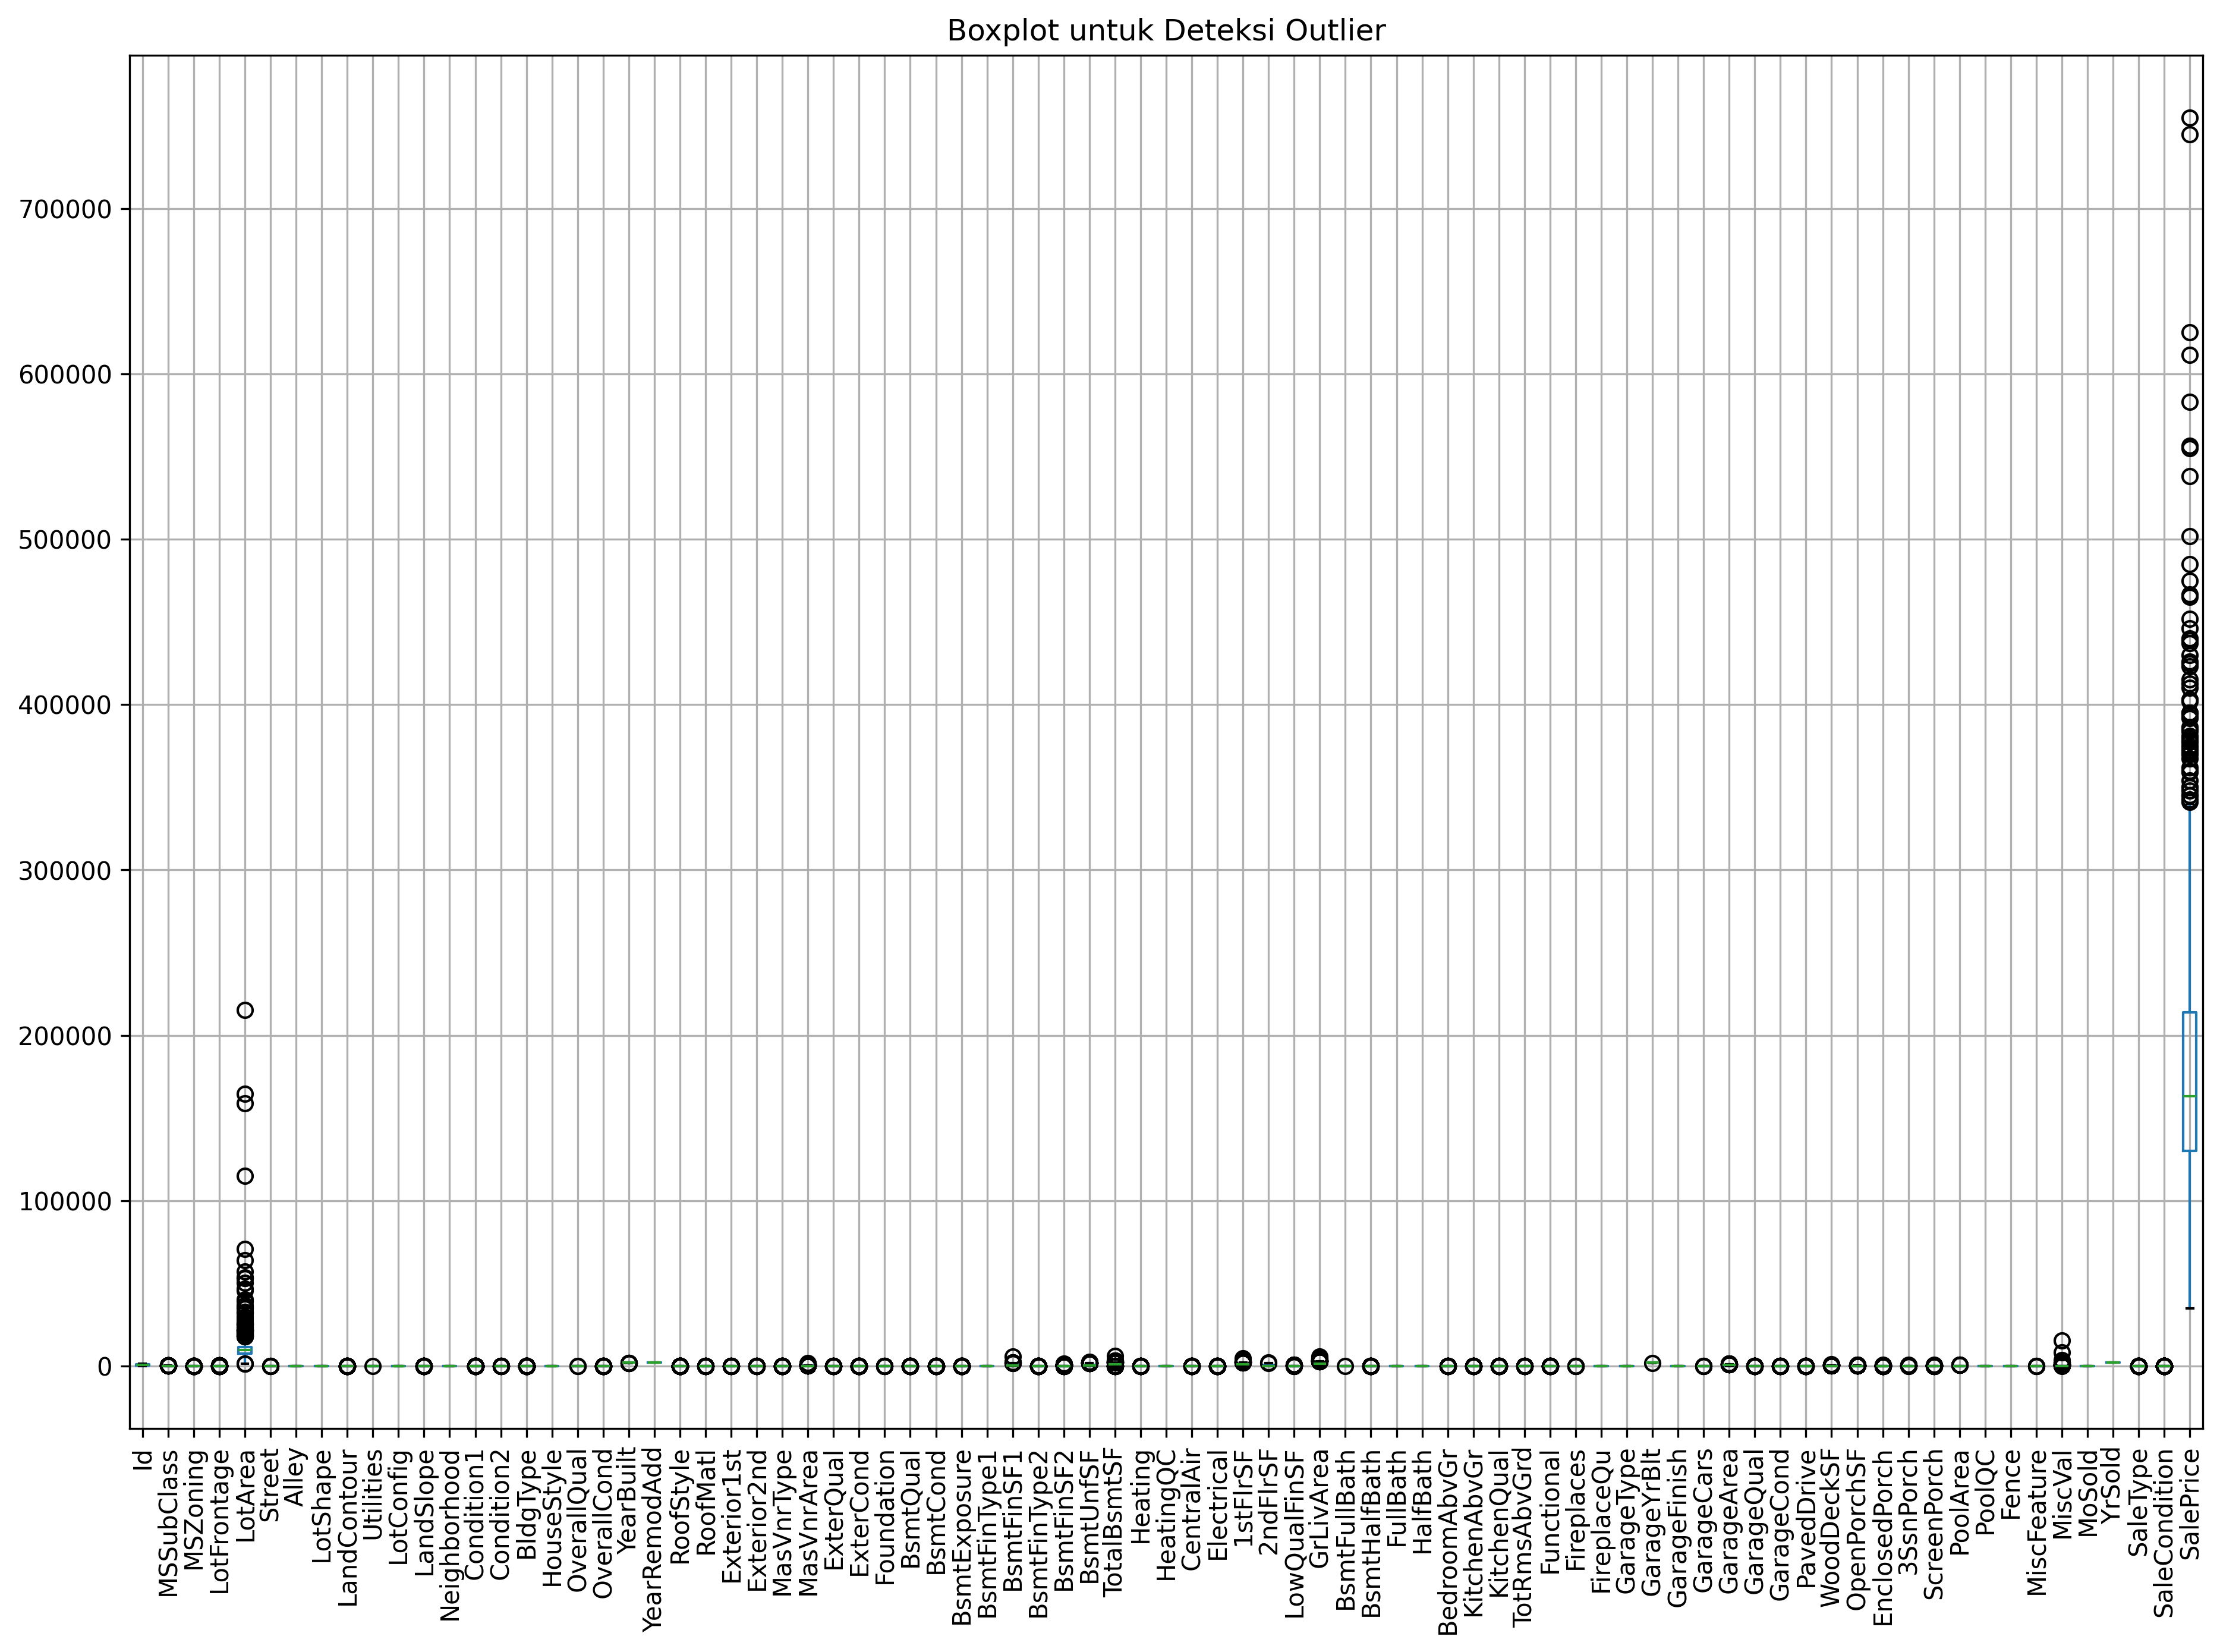 Boxplot untuk Deteksi Outlier
700000
600000
500000
400000
300000
200000
100000
0
Id
MSSubClass
MSZoning
LotFrontage
LotArea
Street
Alley
LotShape
LandContour
Utilities
LotConfig
LandSlope
Neighborhood
Condition1
Condition2
BldgType
HouseStyle
OverallQual
OverallCond
YearBuilt
YearRemodAdd
RoofStyle
RoofMatl
Exterior1st
Exterior2nd
MasVnrType
MasVnrArea
ExterQual
ExterCond
Foundation
BsmtQual
BsmtCond
BsmtExposure
BsmtFinType1
BsmtFinSF1
BsmtFinType2
BsmtFinSF2
BsmtUnfSF
TotalBsmtSF
Heating
HeatingQC
CentralAir
Electrical
1stFlrSF
2ndFlrSF
LowQualFinSF
GrLivArea
BsmtFullBath
BsmtHalfBath
FullBath
HalfBath
BedroomAbvGr
KitchenAbvGr
KitchenQual
TotRmsAbvGrd
Functional
Fireplaces
FireplaceQu
GarageType
GarageYrBlt
GarageFinish
GarageCars
GarageArea
GarageQual
GarageCond
PavedDrive
WoodDeckSF
OpenPorchSF
EnclosedPorch
3SsnPorch
ScreenPorch
PoolArea
PoolQC
Fence
MiscFeature
MiscVal
MoSold
YrSold
SaleType
SaleCondition
SalePrice